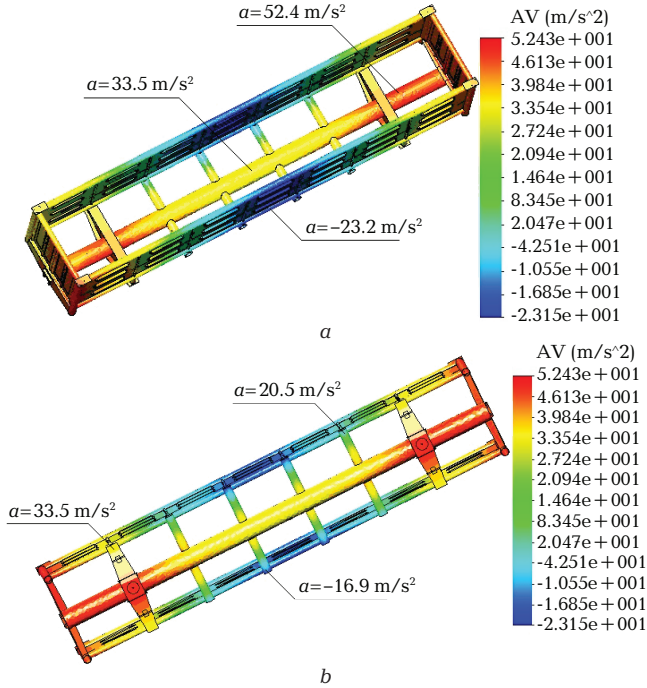 a=52.4 m/s²
a=33.5 m/s²
a=–23.2 m/s²
AV (m/s^2)
5.243e+001
4.613e+001
3.984e+001
3.354e+001
2.724e+001
2.094e+001
1.464e+001
8.345e+001
2.047e+001
-4.251e+001
-1.055e+001
-1.685e+001
-2.315e+001
a
a=20.5 m/s²
a=33.5 m/s²
a=–16.9 m/s²
AV (m/s^2)
5.243e+001
4.613e+001
3.984e+001
3.354e+001
2.724e+001
2.094e+001
1.464e+001
8.345e+001
2.047e+001
-4.251e+001
-1.055e+001
-1.685e+001
-2.315e+001
b